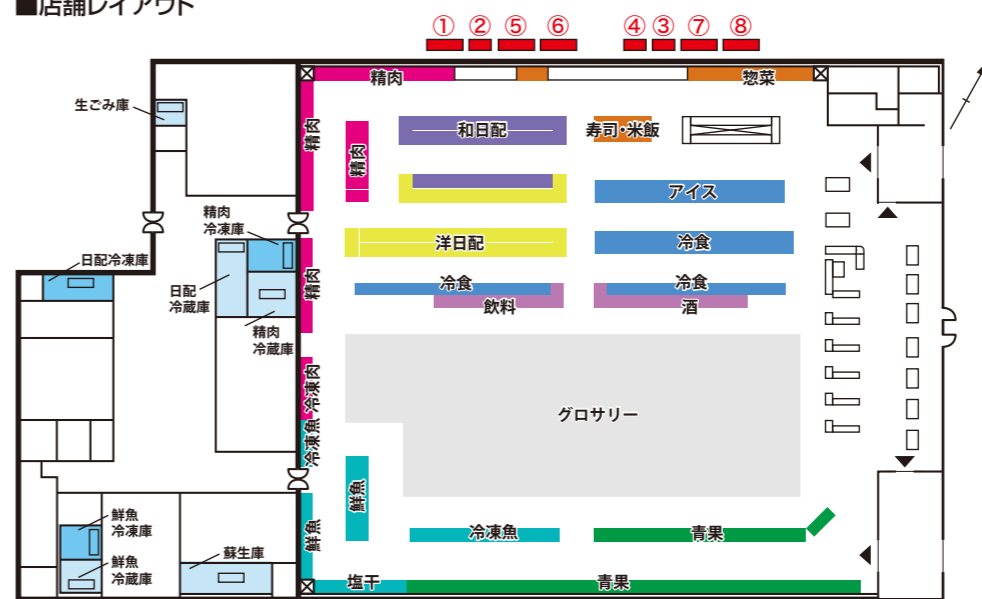 ■店舗レイアウト
① ② ⑤ ⑥ ④ ③ ⑦ ⑧
精肉
惣菜
生ごみ庫
精肉
精肉
和日配
寿司・米飯
アイス
精肉
冷凍庫
洋日配
冷食
日配冷凍庫
日配
冷蔵庫
精肉
冷食
冷食
飲料
酒
精肉
冷蔵庫
冷凍肉
グロサリー
冷凍魚
鮮魚
鮮魚
冷凍庫
鮮魚
冷凍魚
青果
蘇生庫
鮮魚
冷蔵庫
塩干
青果